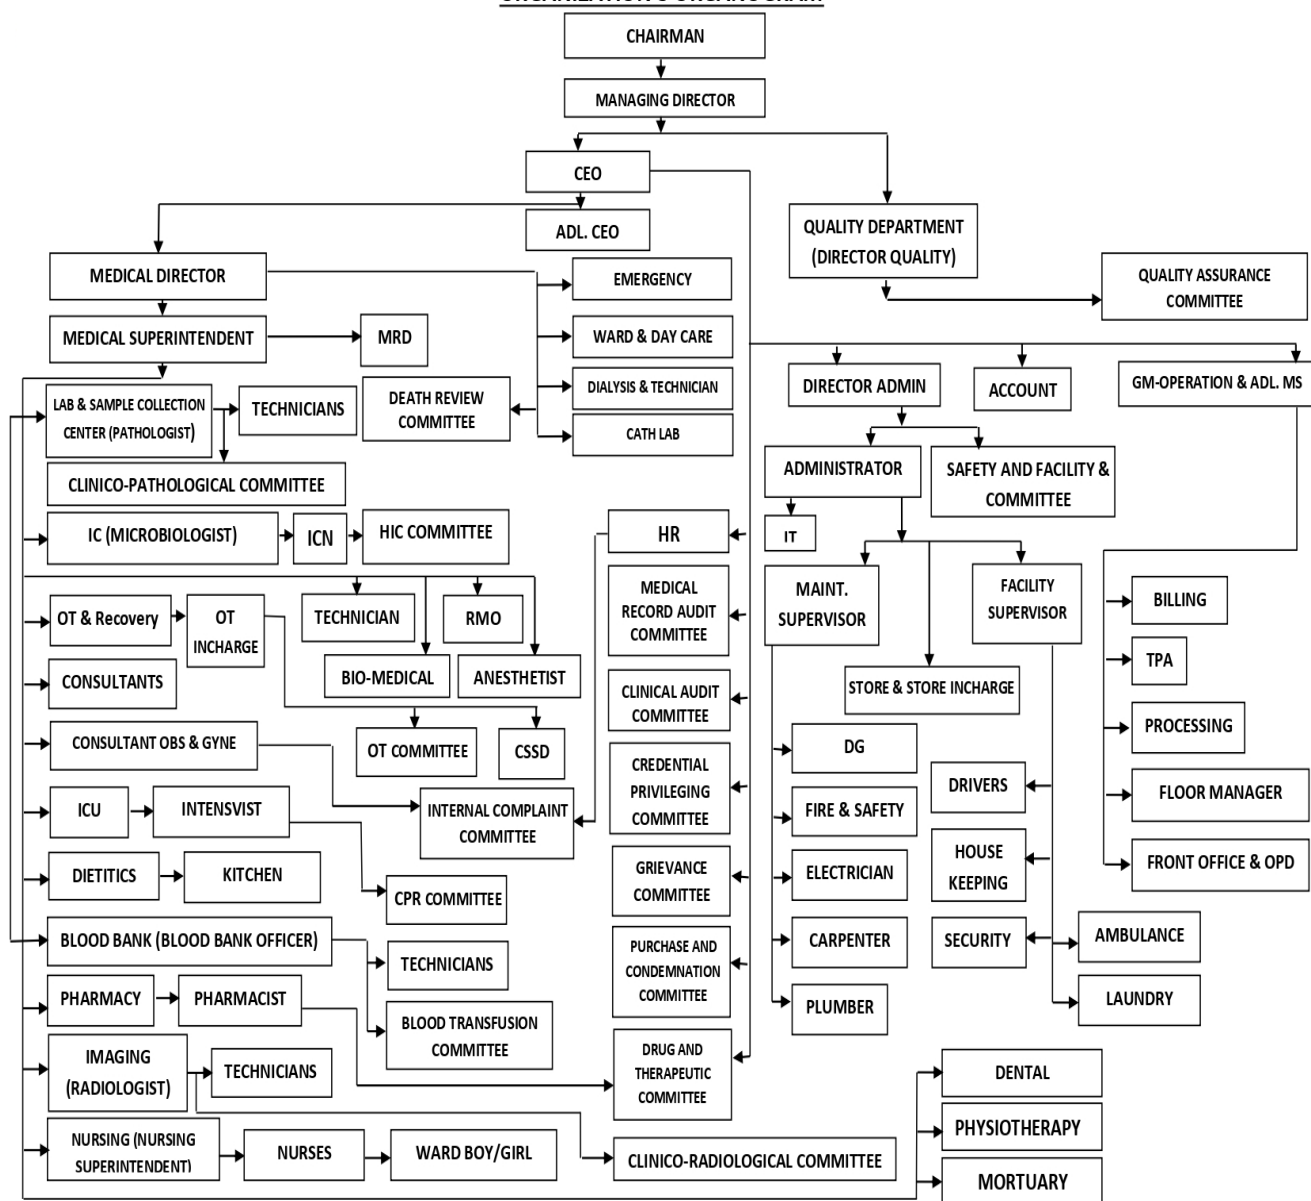 CHAIRMAN
MANAGING DIRECTOR
CEO
ADL. CEO
QUALITY DEPARTMENT
(DIRECTOR QUALITY)
QUALITY ASSURANCE
COMMITTEE
MEDICAL DIRECTOR
EMERGENCY
MEDICAL SUPERINTENDENT
MRD
WARD & DAY CARE
DIRECTOR ADMIN
ACCOUNT
GM-OPERATION & ADL. MS
LAB & SAMPLE COLLECTION
CENTER (PATHOLOGIST)
TECHNICIANS
DEATH REVIEW
COMMITTEE
DIALYSIS & TECHNICIAN
CATH LAB
CLINICO-PATHOLOGICAL COMMITTEE
ADMINISTRATOR
SAFETY AND FACILITY &
COMMITTEE
IC (MICROBIOLOGIST)
ICN
HIC COMMITTEE
HR
IT
OT & Recovery
OT
INCHARGE
TECHNICIAN
RMO
MEDICAL
RECORD AUDIT
COMMITTEE
MAINT.
SUPERVISOR
FACILITY
SUPERVISOR
BILLING
BIO-MEDICAL
ANESTHETIST
CONSULTANTS
CLINICAL AUDIT
COMMITTEE
STORE & STORE INCHARGE
TPA
CONSULTANT OBS & GYNE
OT COMMITTEE
CSSD
DG
PROCESSING
ICU
INTENSVIST
INTERNAL COMPLAINT
COMMITTEE
CREDENTIAL
PRIVILEGING
COMMITTEE
FIRE & SAFETY
DRIVERS
FLOOR MANAGER
DIETITICS
KITCHEN
CPR COMMITTEE
GRIEVANCE
COMMITTEE
ELECTRICIAN
HOUSE
KEEPING
FRONT OFFICE & OPD
BLOOD BANK (BLOOD BANK OFFICER)
TECHNICIANS
PURCHASE AND
CONDEMNATION
COMMITTEE
CARPENTER
SECURITY
AMBULANCE
PHARMACY
PHARMACIST
BLOOD TRANSFUSION
COMMITTEE
PLUMBER
LAUNDRY
IMAGING
(RADIOLOGIST)
TECHNICIANS
DRUG AND
THERAPEUTIC
COMMITTEE
DENTAL
NURSING (NURSING
SUPERINTENDENT)
NURSES
WARD BOY/GIRL
CLINICO-RADIOLOGICAL COMMITTEE
PHYSIOTHERAPY
MORTUARY